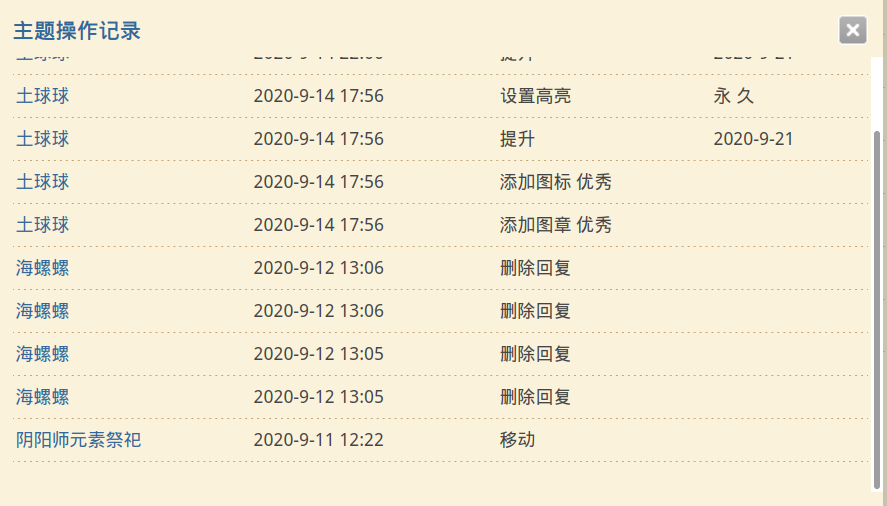 主题操作记录
土球球 2020-9-14 17:56 设置高亮 永 久
土球球 2020-9-14 17:56 提升 2020-9-21
土球球 2020-9-14 17:56 添加图标 优秀
土球球 2020-9-14 17:56 添加图章 优秀
海螺螺 2020-9-12 13:06 删除回复
海螺螺 2020-9-12 13:06 删除回复
海螺螺 2020-9-12 13:05 删除回复
海螺螺 2020-9-12 13:05 删除回复
阴阳师元素祭祀 2020-9-11 12:22 移动